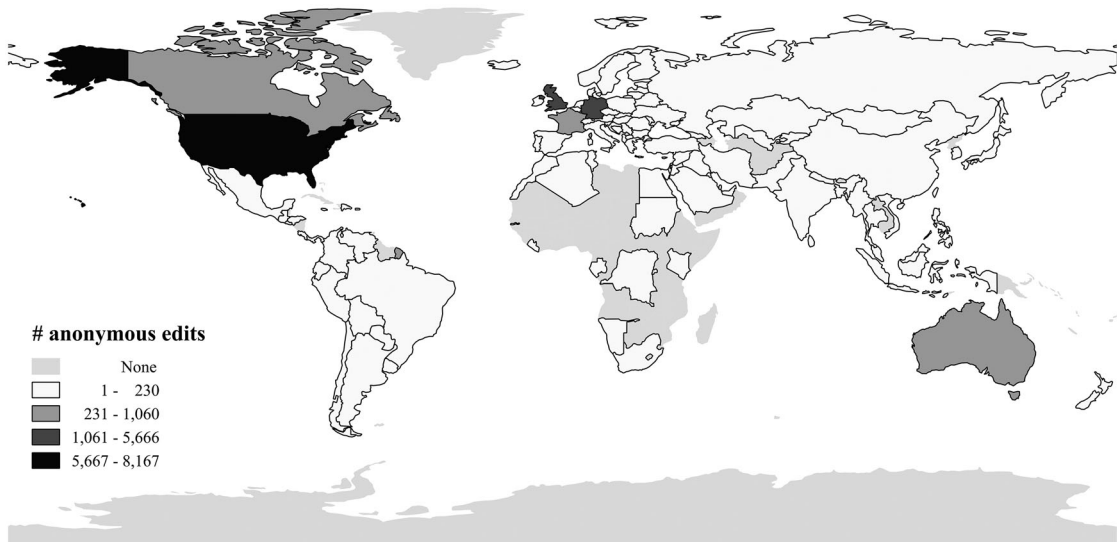 # anonymous edits
None
1 - 230
231 - 1,060
1,061 - 5,666
5,667 - 8,167